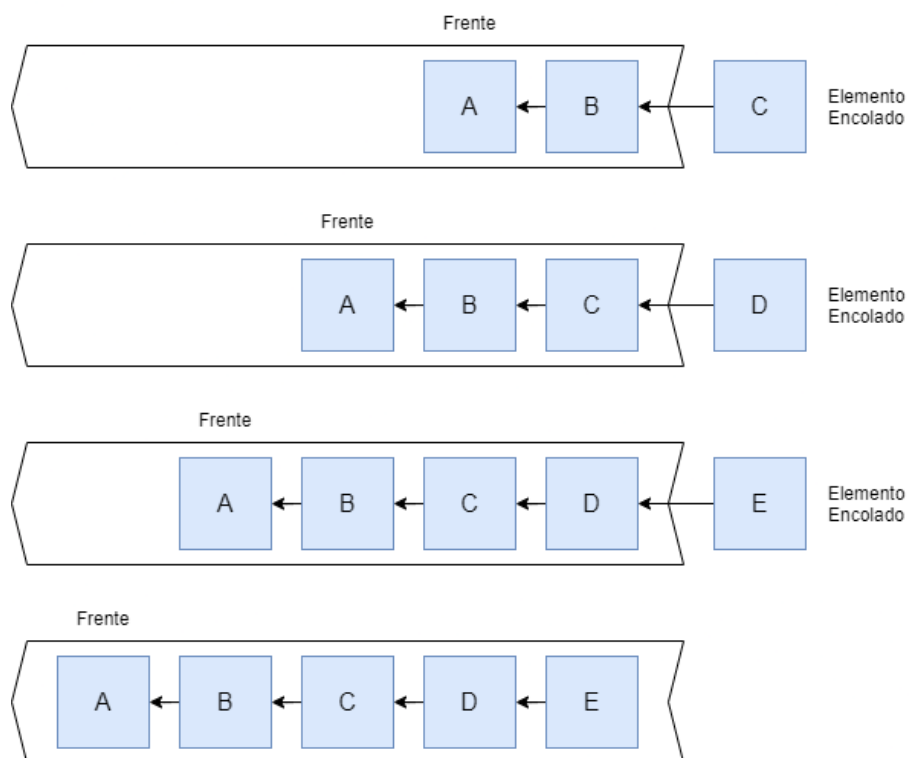 Frente
A B C Elemento
Encolado
Frente
A B C D Elemento
Encolado
Frente
A B C D E Elemento
Encolado
Frente
A B C D E